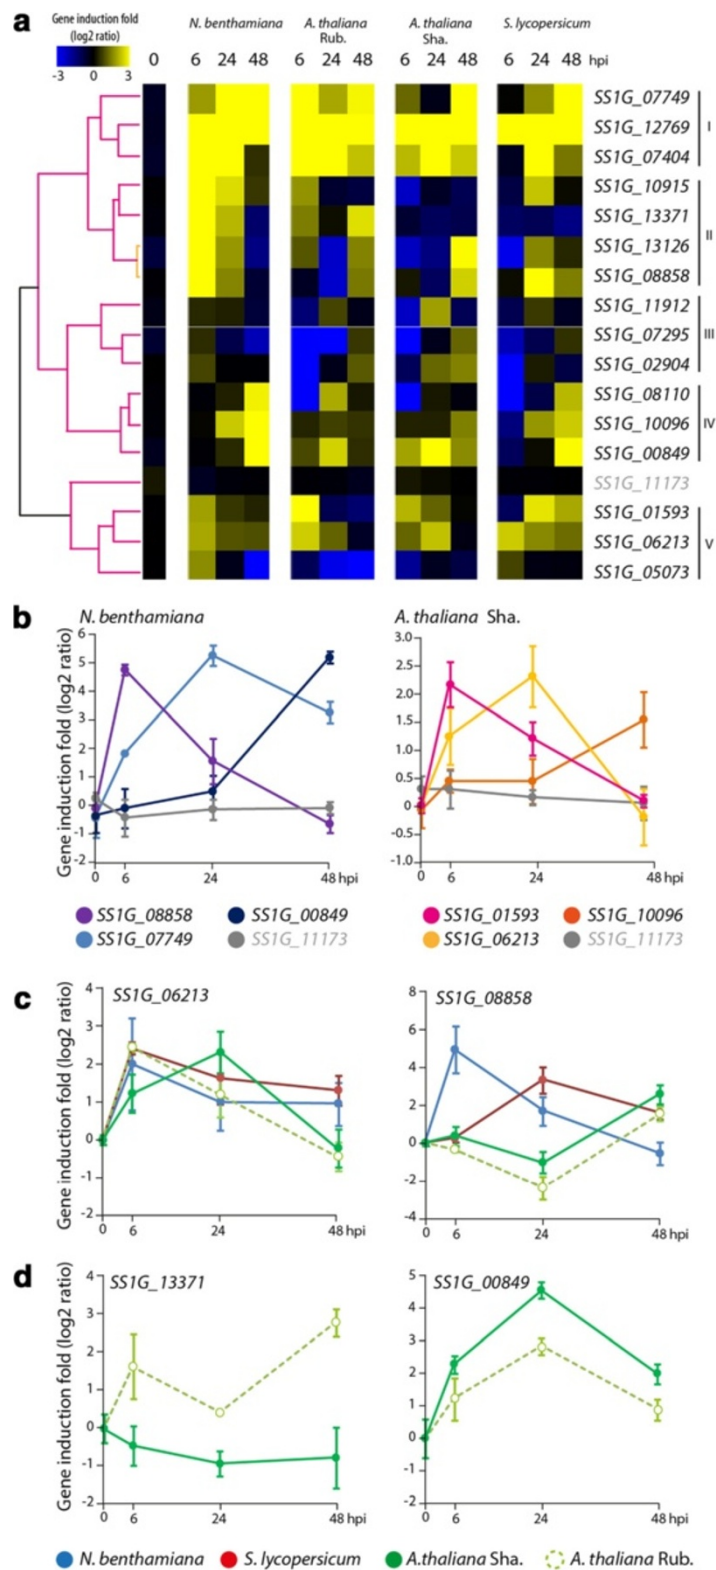 a
Gene induction fold
(log2 ratio)
-3 0 3
N. benthamiana
A. thaliana
Rub.
A. thaliana
Sha.
S. lycopersicum
0 6 24 48 6 24 48 hpi 6 24 48 6 24 48
SS1G_07749
SS1G_12769
SS1G_07404
I
SS1G_10915
SS1G_13371
SS1G_13126
SS1G_08858
II
SS1G_11912
SS1G_07295
SS1G_02904
III
SS1G_08110
SS1G_10096
SS1G_00849
IV
SS1G_11173
SS1G_01593
SS1G_06213
SS1G_05073
V
b
N. benthamiana
Gene induction fold (log2 ratio)
6
5
4
3
2
1
0
-1
-2
0 6 24 48 hpi
A. thaliana Sha.
3.0
2.5
2.0
1.5
1.0
0.5
0
-0.5
-1.0
0 6 24 48 hpi
SS1G_08858 SS1G_00849
SS1G_07749 SS1G_11173
SS1G_01593 SS1G_10096
SS1G_06213 SS1G_11173
c
SS1G_06213
Gene induction fold (log2 ratio)
4
3
2
1
0
-1
-2
0 6 24 48 hpi
SS1G_08858
8
6
4
2
0
-2
-4
0 6 24 48 hpi
d
SS1G_13371
Gene induction fold (log2 ratio)
4
3
2
1
0
-1
-2
0 6 24 48 hpi
SS1G_00849
5
4
3
2
1
0
-1
-2
0 6 24 48 hpi
N. benthamiana S. lycopersicum A.thaliana Sha. A. thaliana Rub.